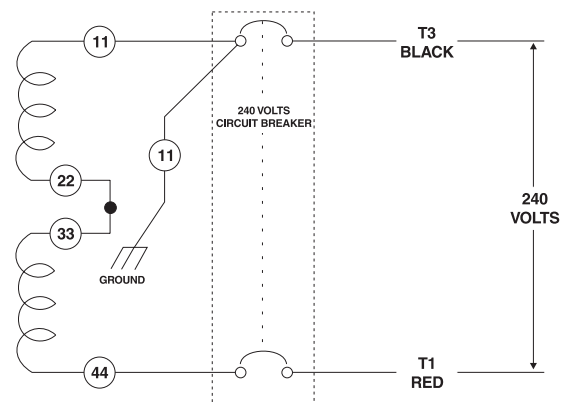 11
T3
BLACK
240 VOLTS
CIRCUIT BREAKER
11
22
240
VOLTS
33
GROUND
44
T1
RED